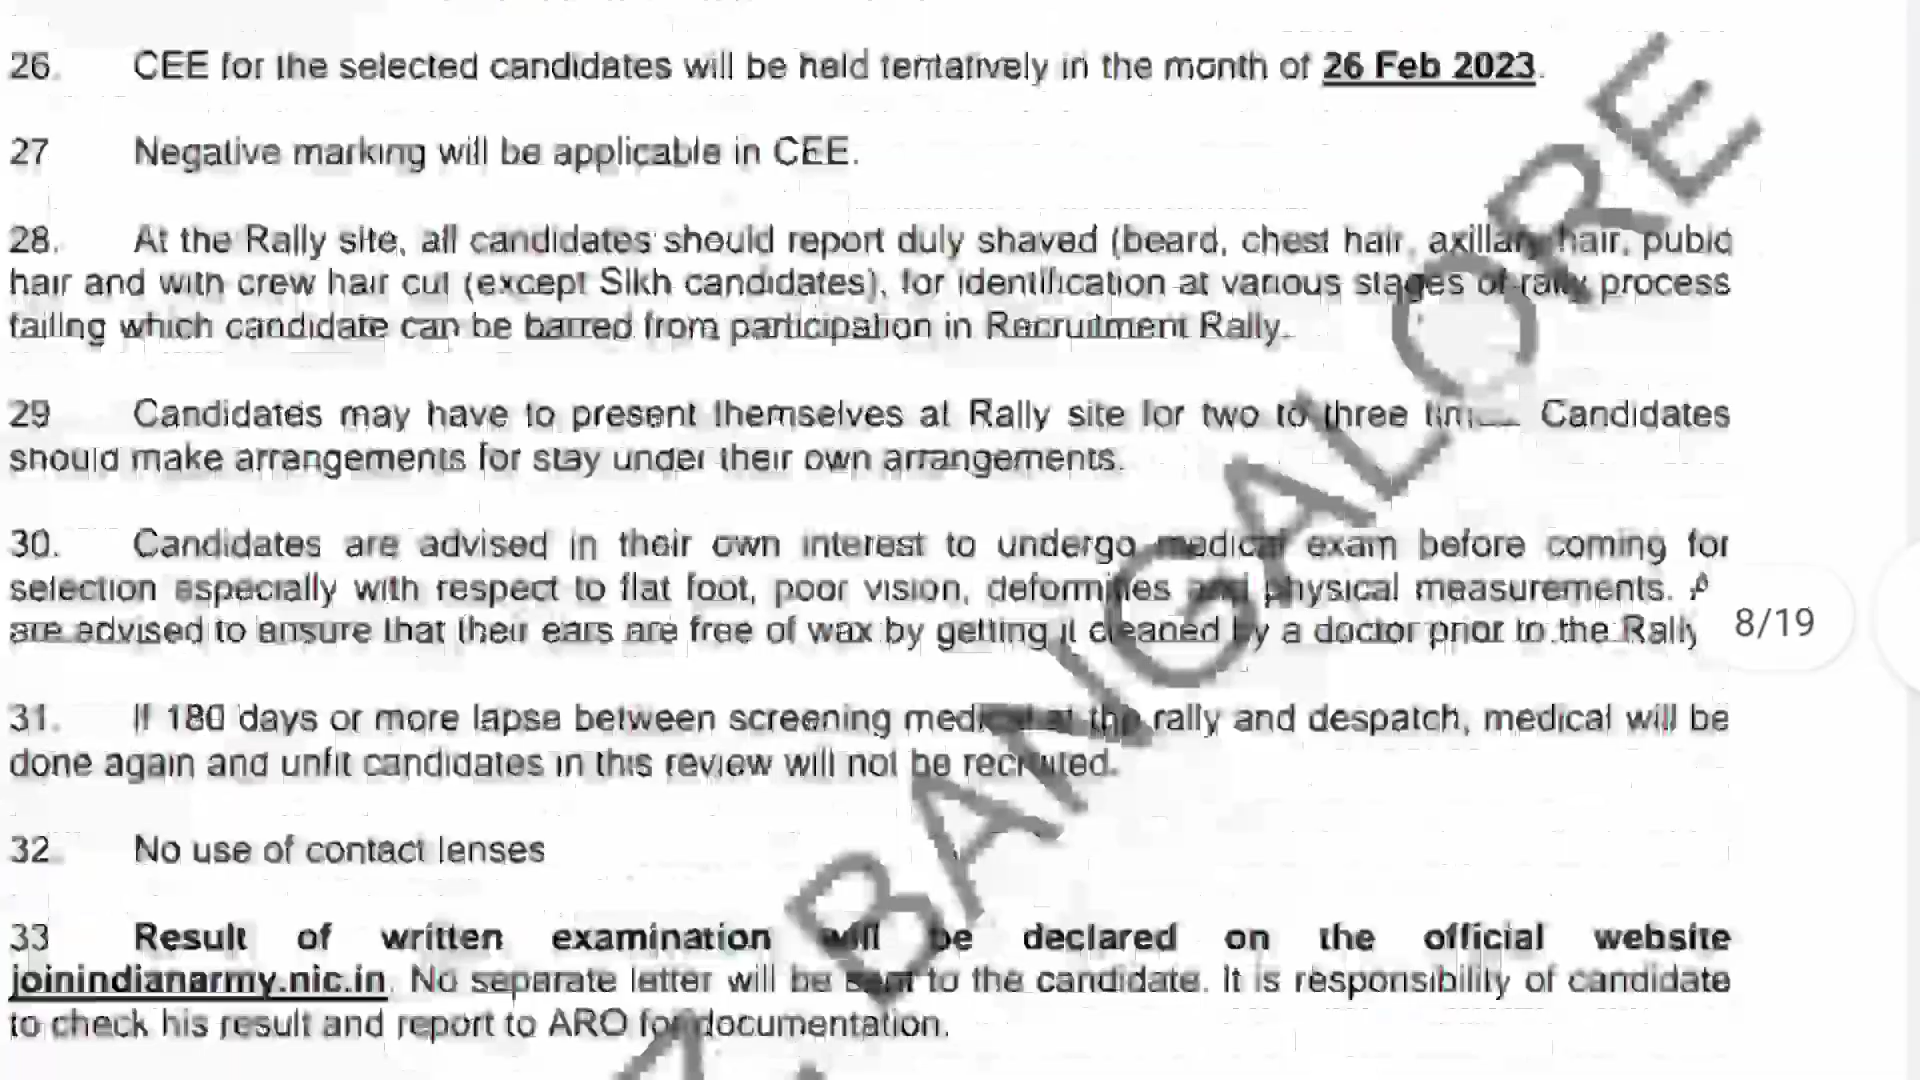 26. CEE for the selected candidates will be held tentatively in the month of 26 Feb 2023.
27 Negative marking will be applicable in CEE.
28. At the Rally site, all candidates should report duly shaved (beard, chest hair, axillary hair, pubic
hair and with crew hair cut (except Sikh candidates), for identification at various stages of rally process
failing which candidate can be barred from participation in Recruitment Rally.
29 Candidates may have to present themselves at Rally site for two to three Candidates
should make arrangements for stay under their own arrangements.
30. Candidates are advised in their own interest to undergo medical exam before coming for
selection especially with respect to flat foot, poor vision, deformities and physical measurements.
are advised to ensure that their ears are free of wax by getting it cleaned by a doctor prior to the Rally
8/19
31. If 180 days or more lapse between screening medical at the rally and despatch, medical will be
done again and unfit candidates in this review will not be recruited.
32. No use of contact lenses
33 Result of written examination will be declared on the official website
joinindianarmy.nic.in. No separate letter will be sent to the candidate. It is responsibility of candidate
to check his result and report to ARO for documentation.
BANGALORE